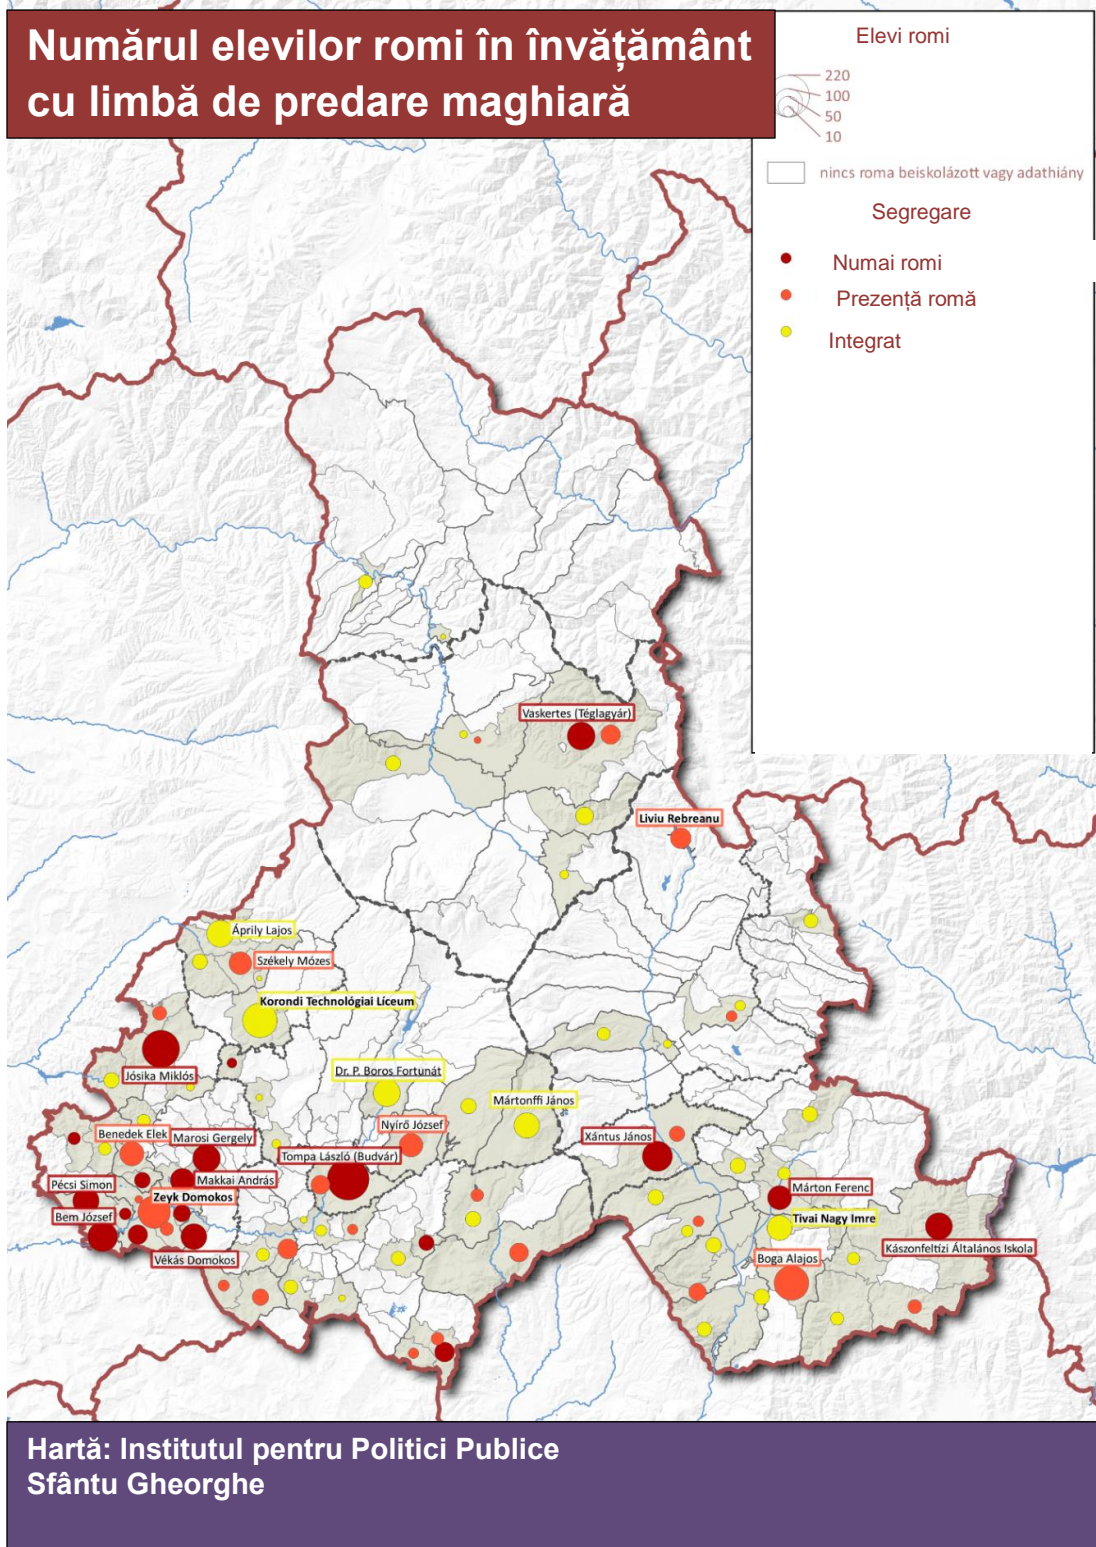 Numărul elevilor romi în învățământ
cu limbă de predare maghiară
Elevi romi
220
100
50
10
nincs roma beiskolázott vagy adathiány
Segregare
Numai romi
Prezență romă
Integrat
Vaskertes (Téglagyár)
Liviu Rebreanu
Áprily Lajos
Székely Mózes
Korondi Technológiai Líceum
Jósika Miklós
Dr. P. Boros Fortunát
Mártonffi János
Nyírő József
Benedek Elek
Marosi Gergely
Xántus János
Tompa László (Budvár)
Makkai András
Pécsi Simon
Márton Ferenc
Zeyk Domokos
Bem József
Tivai Nagy Imre
Kászonfeltízi Általános Iskola
Vékás Domokos
Boga Alajos
Hartă: Institutul pentru Politici Publice
Sfântu Gheorghe